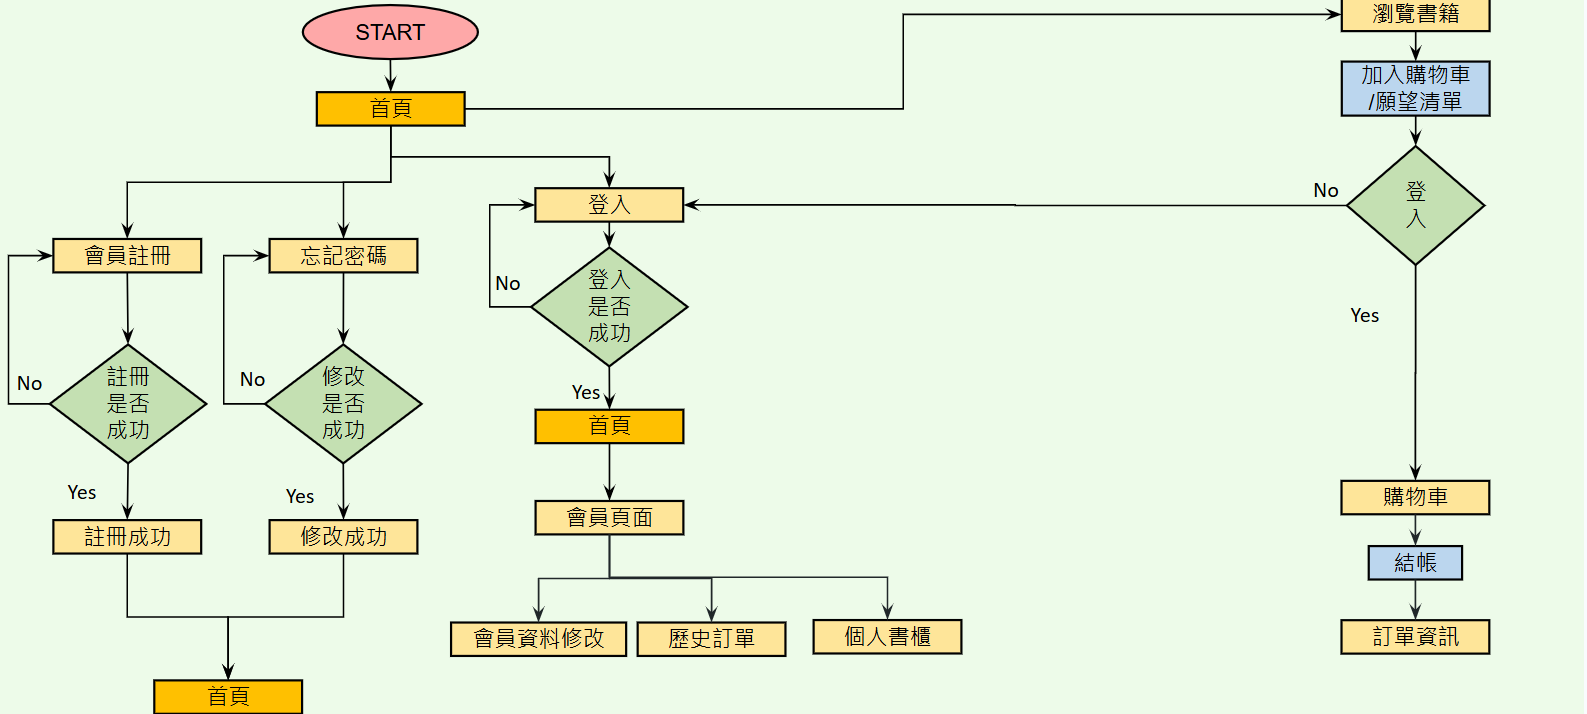 START
首頁
瀏覽書籍
加入購物車
/願望清單
登
入
No
Yes
購物車
結帳
訂單資訊
會員註冊
註冊
是否
成功
No
Yes
註冊成功
忘記密碼
修改
是否
成功
No
Yes
修改成功
首頁
登入
登入
是否
成功
No
Yes
首頁
會員頁面
會員資料修改
歷史訂單
個人書櫃